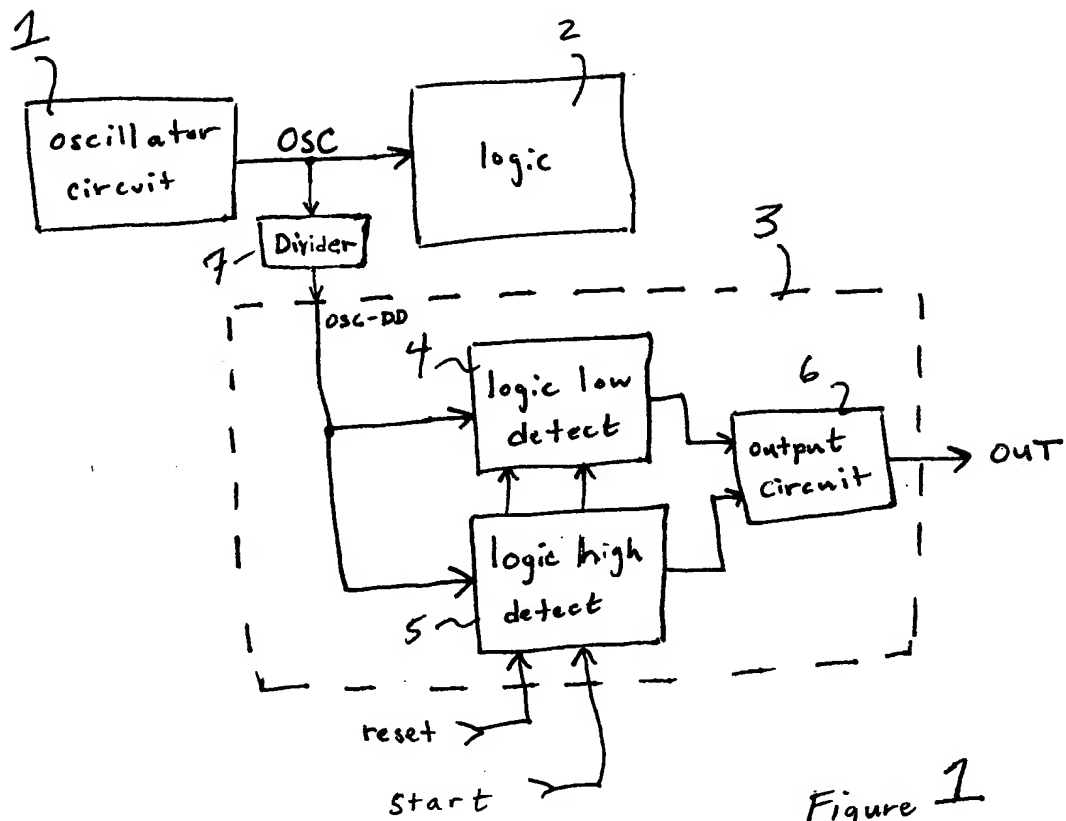 1
2
oscillator
circuit
OSC
logic
7
Divider
3
OSC-DD
4
logic low
detect
6
output
circuit
OUT
logic high
detect
5
reset
start
Figure 1